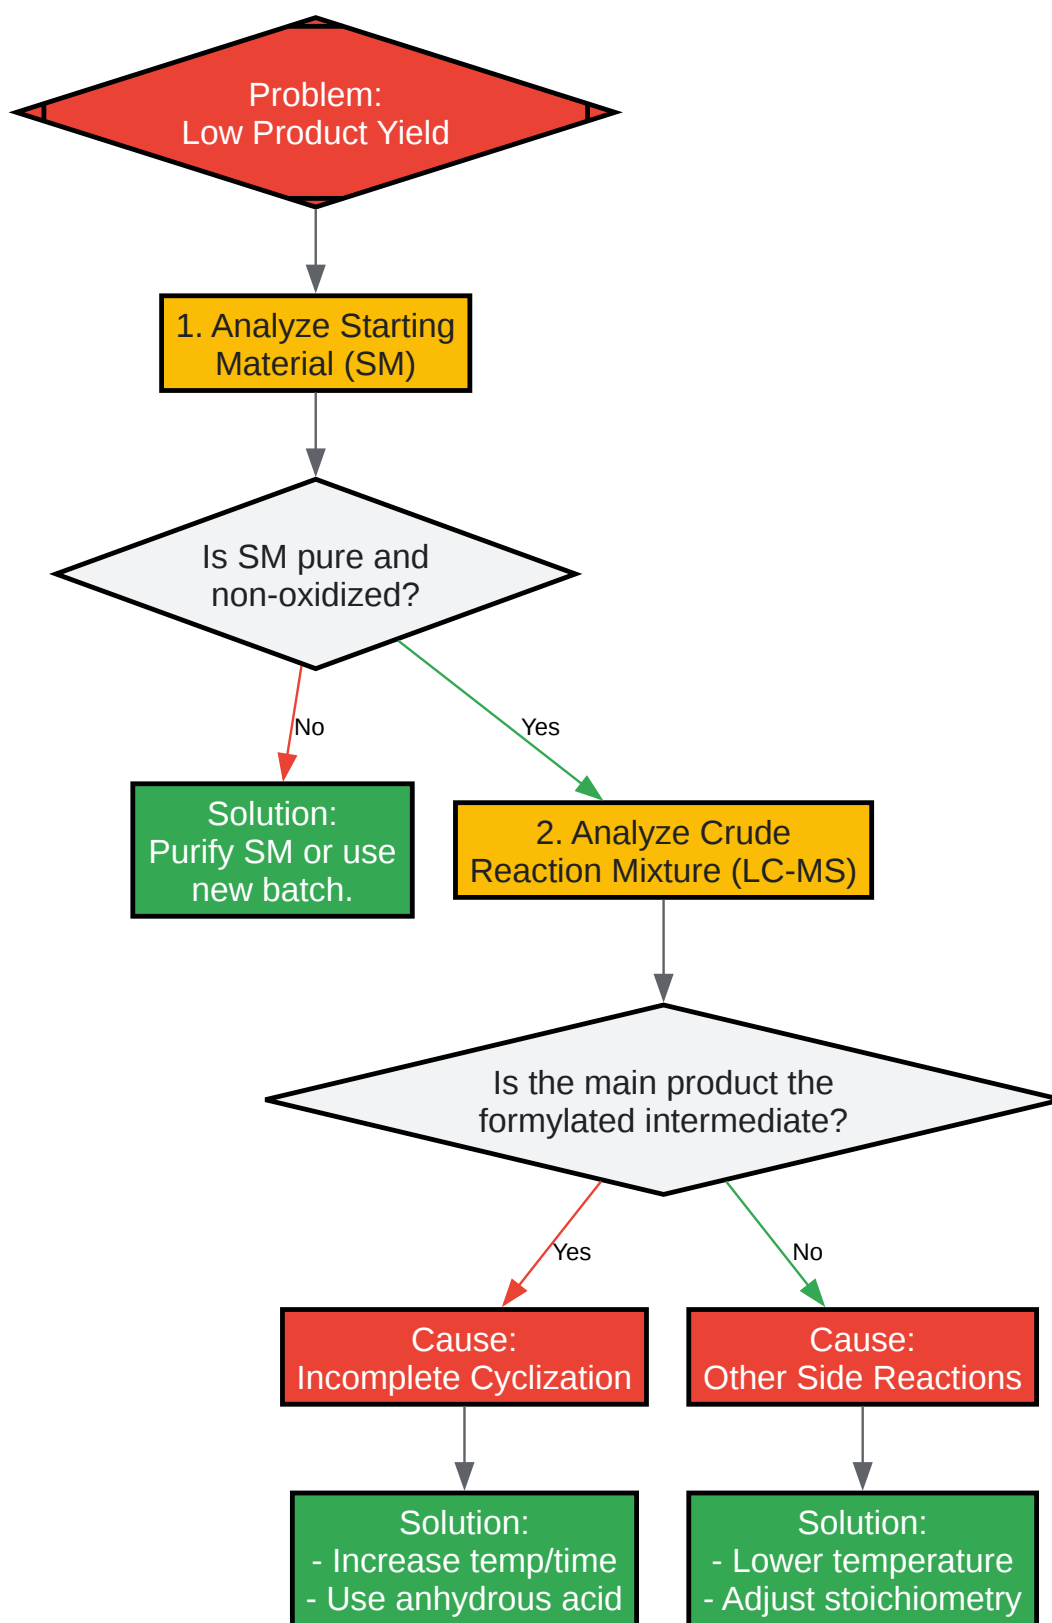 Problem:
Low Product Yield
1. Analyze Starting
Material (SM)
Is SM pure and
non-oxidized?
No
Yes
Solution:
Purify SM or use
new batch.
2. Analyze Crude
Reaction Mixture (LC-MS)
Is the main product the
formylated intermediate?
Yes
No
Cause:
Incomplete Cyclization
Cause:
Other Side Reactions
Solution:
- Increase temp/time
- Use anhydrous acid
Solution:
- Lower temperature
- Adjust stoichiometry